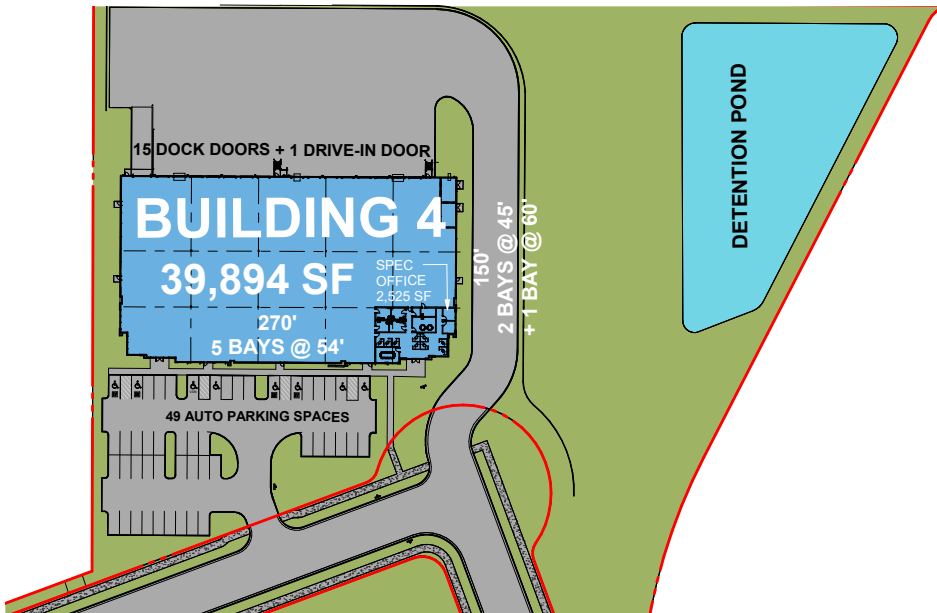 15 DOCK DOORS + 1 DRIVE-IN DOOR
BUILDING 4
39,894 SF
SPEC
OFFICE
2,525 SF
270'
5 BAYS @ 54'
150'
2 BAYS @ 45'
+ 1 BAY @ 60'
DETENTION POND
49 AUTO PARKING SPACES